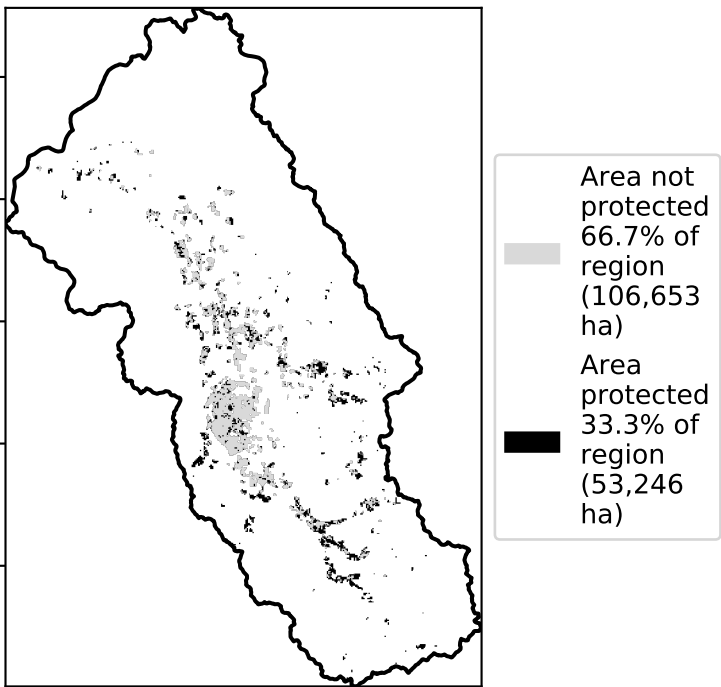 Area not
protected
66.7% of
region
(106,653
ha)
Area
protected
33.3% of
region
(53,246
ha)